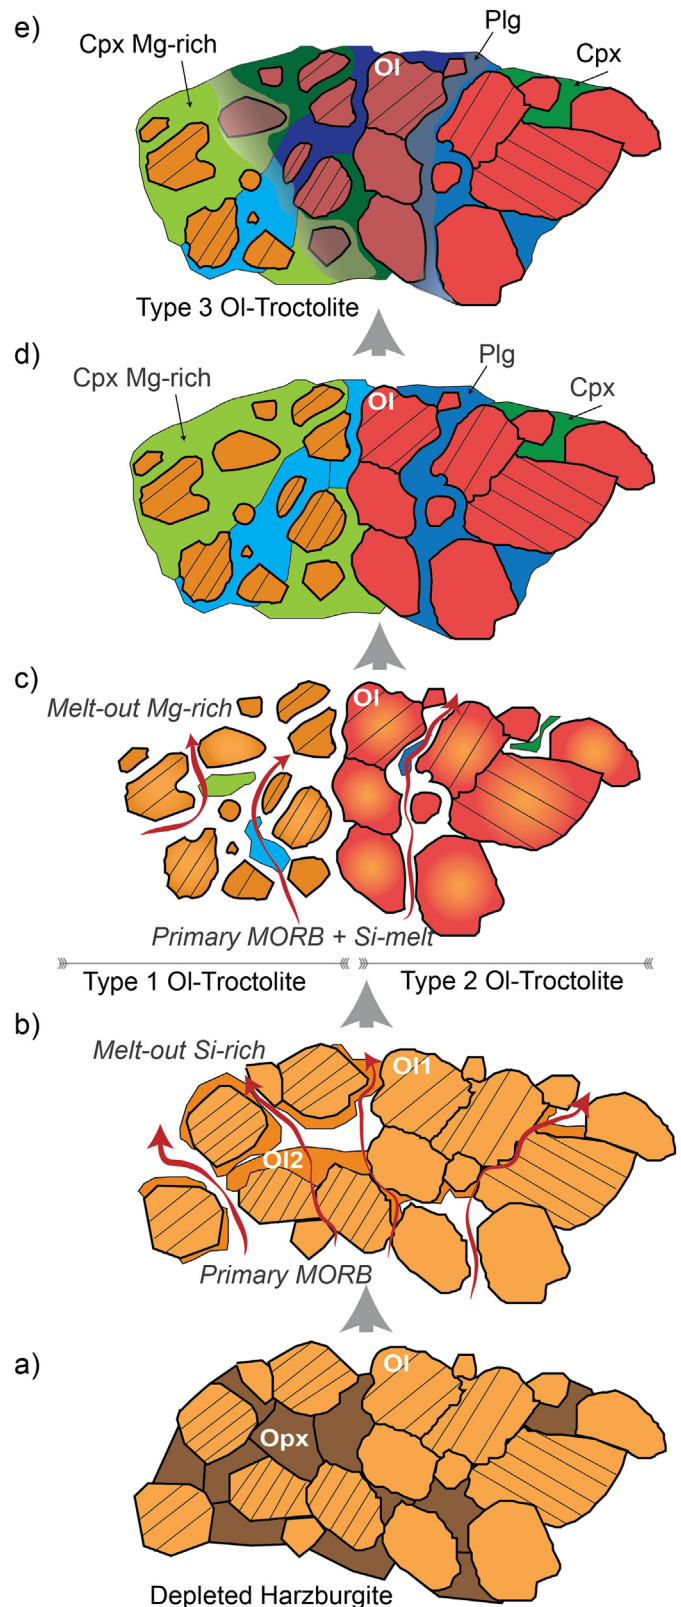 e)
Plg
Cpx Mg-rich
Ol
Cpx
Type 3 Ol-Troctolite
d)
Plg
Cpx Mg-rich
Ol
Cpx
c)
Melt-out Mg-rich
Ol
Primary MORB + Si-melt
Type 1 Ol-Troctolite
Type 2 Ol-Troctolite
b)
Melt-out Si-rich
Ol1
Ol2
Primary MORB
a)
Ol
Opx
Depleted Harzburgite